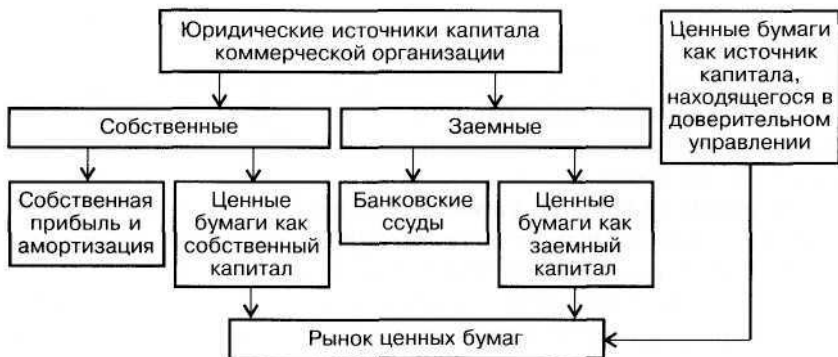 Юридические источники капитала
коммерческой организации
Ценные бумаги
как источник
капитала,
находящегося в
доверительном
управлении
Собственные
Заемные
Собственная
прибыль и
амортизация
Ценные
бумаги как
собственный
капитал
Банковские
ссуды
Ценные
бумаги как
заемный
капитал
Рынок ценных бумаг